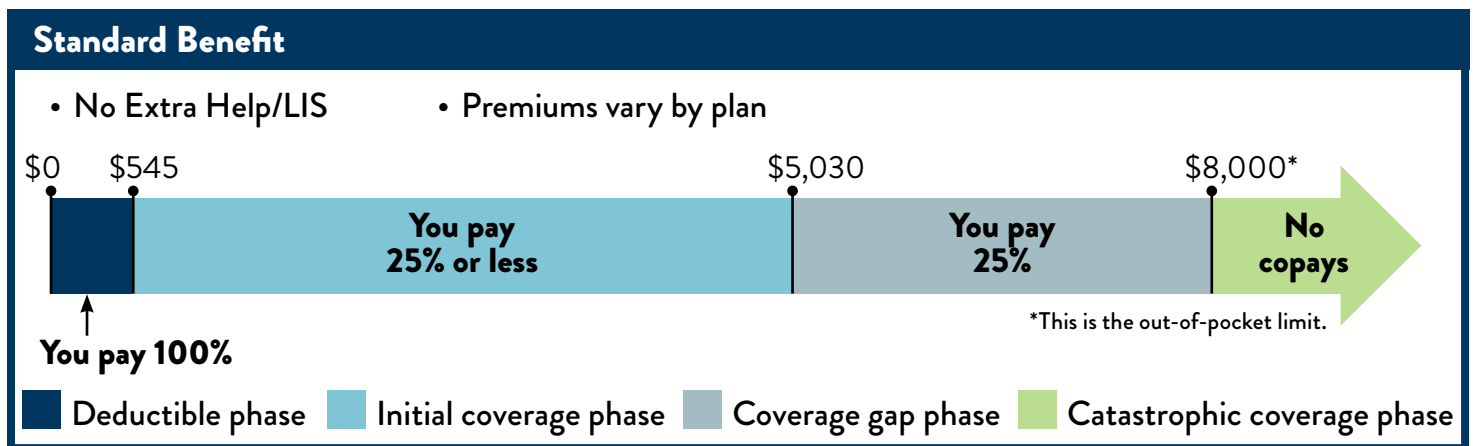 Standard Benefit
• No Extra Help/LIS • Premiums vary by plan
$0 $545 $5,030 $8,000*
You pay
25% or less
You pay
25%
No
copays
*This is the out-of-pocket limit.
You pay 100%
Deductible phase Initial coverage phase Coverage gap phase Catastrophic coverage phase